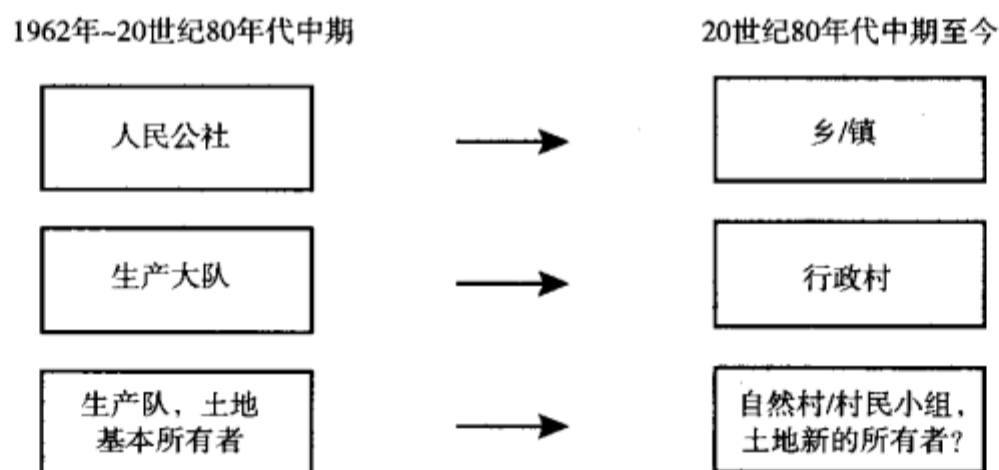 1962年~20世纪80年代中期
20世纪80年代中期至今
人民公社
乡/镇
生产大队
行政村
生产队，土地
基本所有者
自然村/村民小组，
土地新的所有者？